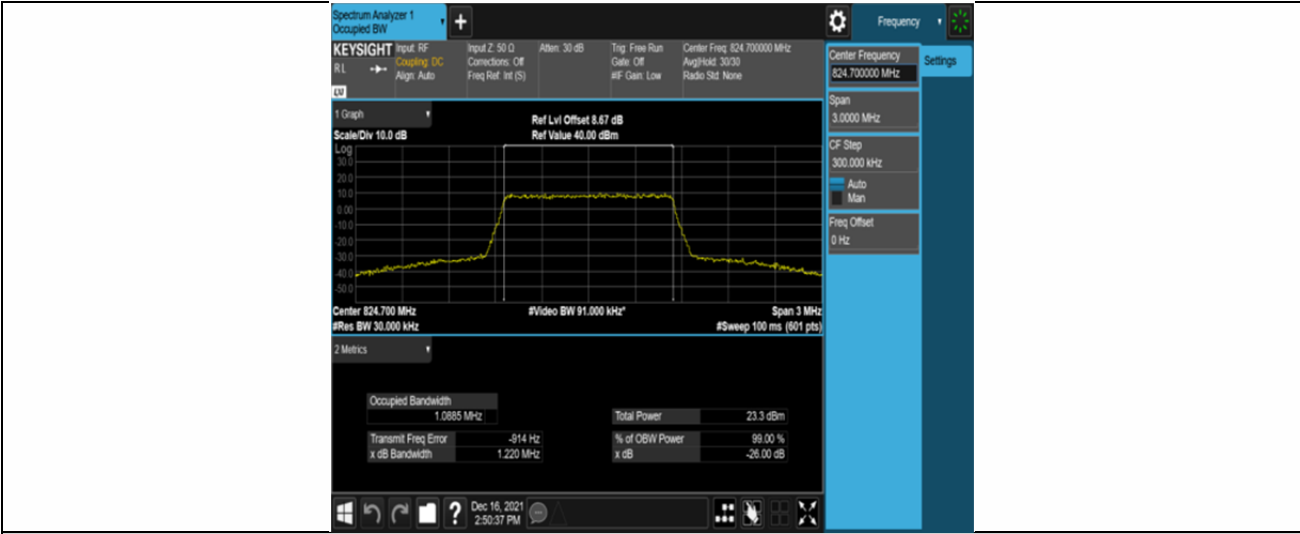 Spectrum Analyzer 1
Occupied BW
+
Frequency
KEYSIGHT
R L
Input: RF
Coupling: DC
Align: Auto
Input Z: 50 Ω
Corrections: Off
Freq Ref: Int (S)
Atten: 30 dB
Trig: Free Run
Gate: Off
#IF Gain: Low
Center Freq: 824.700000 MHz
Avg|Hold: 30/30
Radio Std: None
Center Frequency
824.700000 MHz
Settings
Span
3.0000 MHz
CF Step
300.000 kHz
Auto
Man
Freq Offset
0 Hz
1 Graph
Scale/Div 10.0 dB
Ref Lvl Offset 8.67 dB
Ref Value 40.00 dBm
Log
30.0
20.0
10.0
0.00
-10.0
-20.0
-30.0
-40.0
-50.0
Center 824.700 MHz
#Video BW 91.000 kHz*
Span 3 MHz
#Res BW 30.000 kHz
#Sweep 100 ms (601 pts)
2 Metrics
Occupied Bandwidth
1.0885 MHz
Total Power 23.3 dBm
Transmit Freq Error -914 Hz
% of OBW Power 99.00 %
x dB Bandwidth 1.220 MHz
x dB -26.00 dB
?
Dec 16, 2021
2:50:37 PM